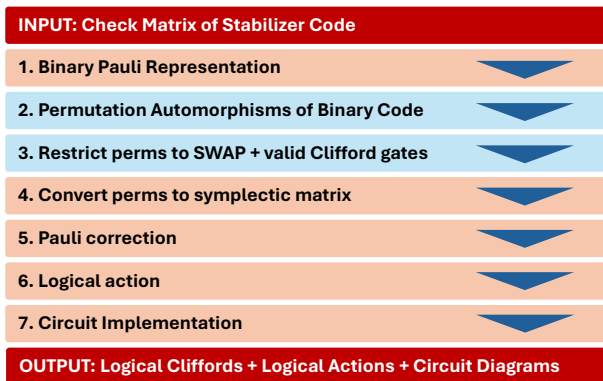 INPUT: Check Matrix of Stabilizer Code
1. Binary Pauli Representation
2. Permutation Automorphisms of Binary Code
3. Restrict perms to SWAP + valid Clifford gates
4. Convert perms to symplectic matrix
5. Pauli correction
6. Logical action
7. Circuit Implementation
OUTPUT: Logical Cliffords + Logical Actions + Circuit Diagrams